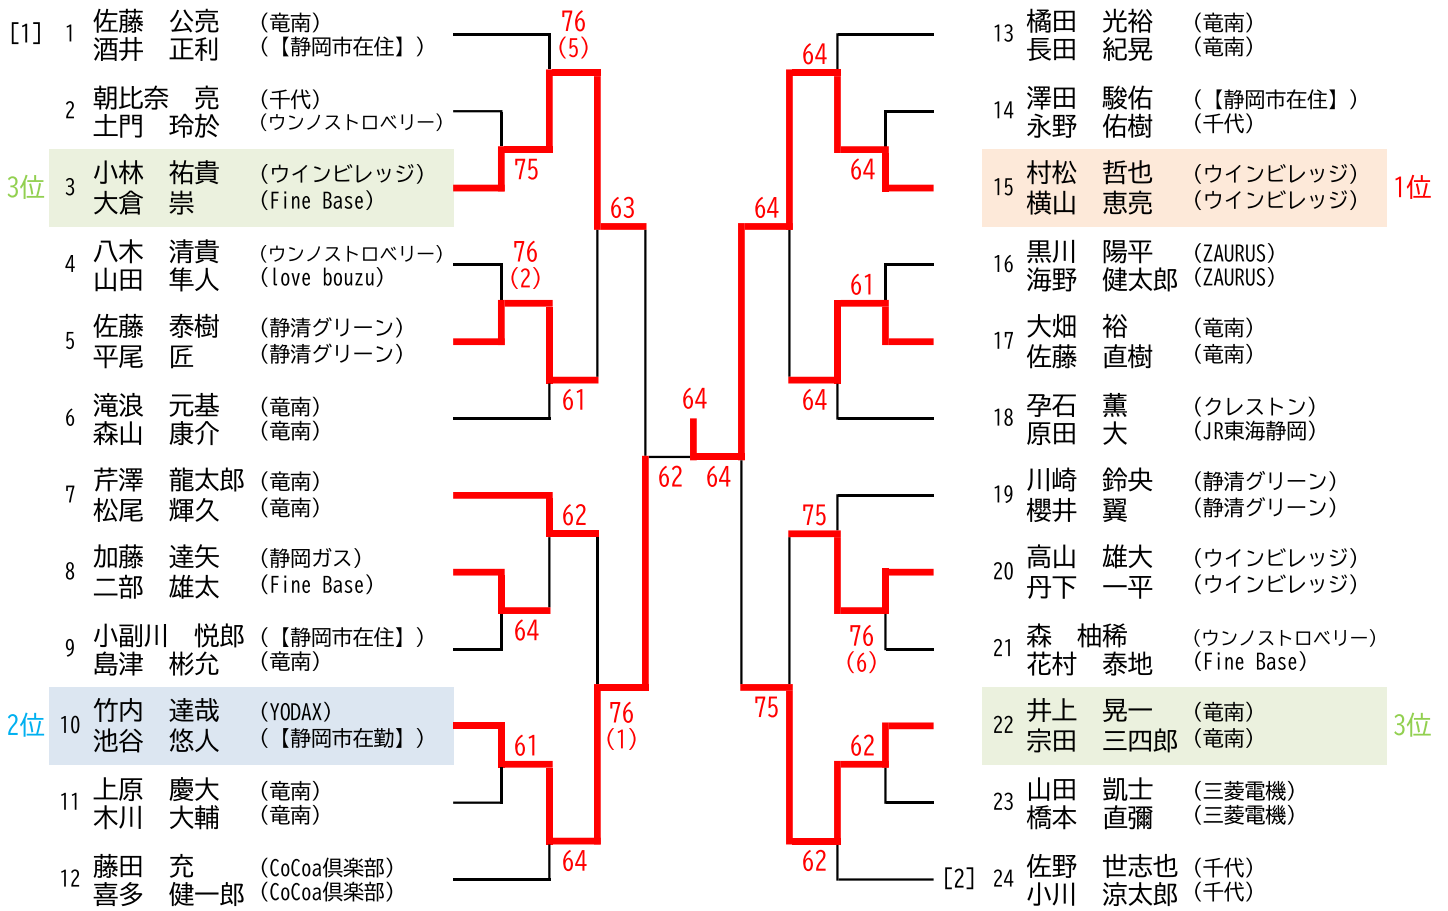 [1] 1 佐藤　公亮 (竜南)
酒井　正利 (【静岡市在住】)
2 朝比奈　亮 (千代)
土門　玲於 (ウンノストロベリー)
3位 3 小林　祐貴 (ウインビレッジ)
大倉　崇 (Fine Base)
4 八木　清貴 (ウンノストロベリー)
山田　隼人 (love bouzu)
5 佐藤　泰樹 (静清グリーン)
平尾　匠 (静清グリーン)
6 滝浪　元基 (竜南)
森山　康介 (竜南)
7 芹澤　龍太郎 (竜南)
松尾　輝久 (竜南)
8 加藤　達矢 (静岡ガス)
二部　雄太 (Fine Base)
9 小副川　悦郎 (【静岡市在住】)
島津　彬允 (竜南)
2位 10 竹内　達哉 (YODAX)
池谷　悠人 (【静岡市在勤】)
11 上原　慶大 (竜南)
木川　大輔 (竜南)
12 藤田　充 (CoCoa倶楽部)
喜多　健一郎 (CoCoa倶楽部)
76
(5)
75
63
76
(2)
61
62
64
61
76
(1)
64
62
64
64
64
64
64
61
64
75
76
(6)
75
62
62
13 橘田　光裕 (竜南)
長田　紀晃 (竜南)
14 澤田　駿佑 (【静岡市在住】)
永野　佑樹 (千代)
15 村松　哲也 (ウインビレッジ) 1位
横山　恵亮 (ウインビレッジ)
16 黒川　陽平 (ZAURUS)
海野　健太郎 (ZAURUS)
17 大畑　裕 (竜南)
佐藤　直樹 (竜南)
18 孕石　薫 (クレストン)
原田　大 (JR東海静岡)
19 川崎　鈴央 (静清グリーン)
櫻井　翼 (静清グリーン)
20 高山　雄大 (ウインビレッジ)
丹下　一平 (ウインビレッジ)
21 森　柚稀 (ウンノストロベリー)
花村　泰地 (Fine Base)
22 井上　晃一 (竜南) 3位
宗田　三四郎 (竜南)
23 山田　凱士 (三菱電機)
橋本　直彌 (三菱電機)
[2] 24 佐野　世志也 (千代)
小川　涼太郎 (千代)